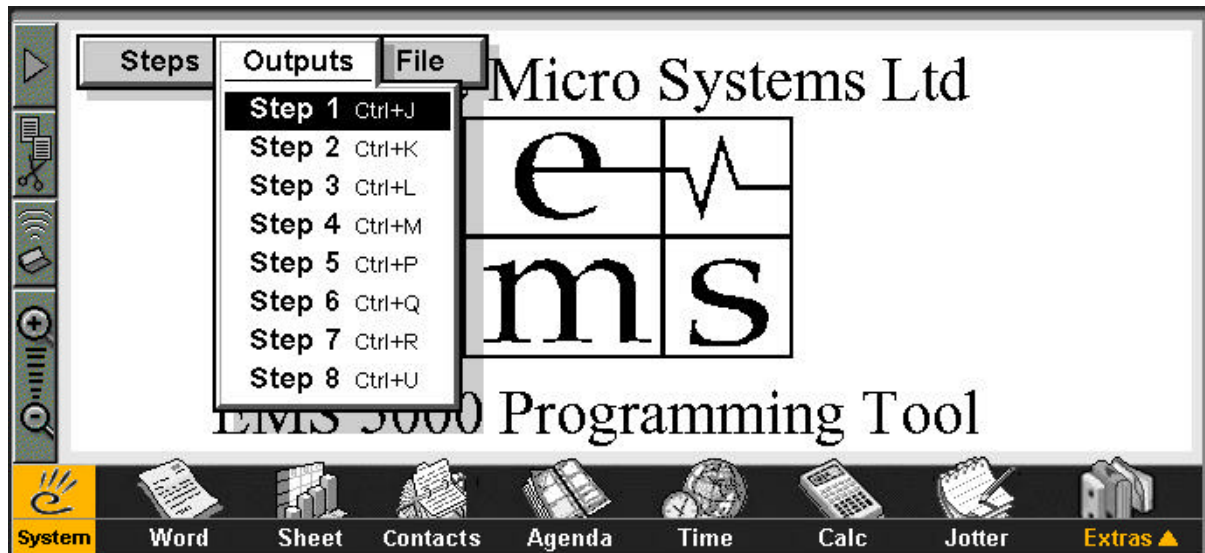 Steps Outputs File
Micro Systems Ltd
Step 1 Ctrl+J
Step 2 Ctrl+K
Step 3 Ctrl+L
Step 4 Ctrl+M
Step 5 Ctrl+P
Step 6 Ctrl+Q
Step 7 Ctrl+R
Step 8 Ctrl+U
e
m s
EMS 5000 Programming Tool
System Word Sheet Contacts Agenda Time Calc Jotter Extras